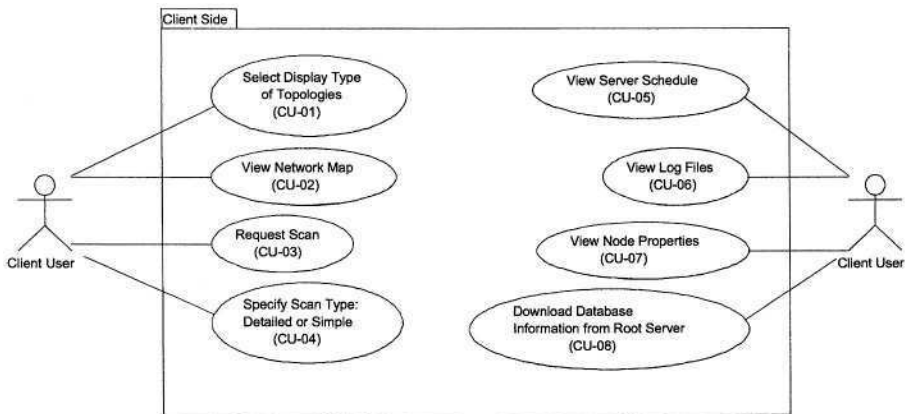 Client Side
Select Display Type
of Topologies
(CU-01)
View Network Map
(CU-02)
Request Scan
(CU-03)
Specify Scan Type:
Detailed or Simple
(CU-04)
Client User
View Server Schedule
(CU-05)
View Log Files
(CU-06)
View Node Properties
(CU-07)
Download Database
Information from Root Server
(CU-08)
Client User